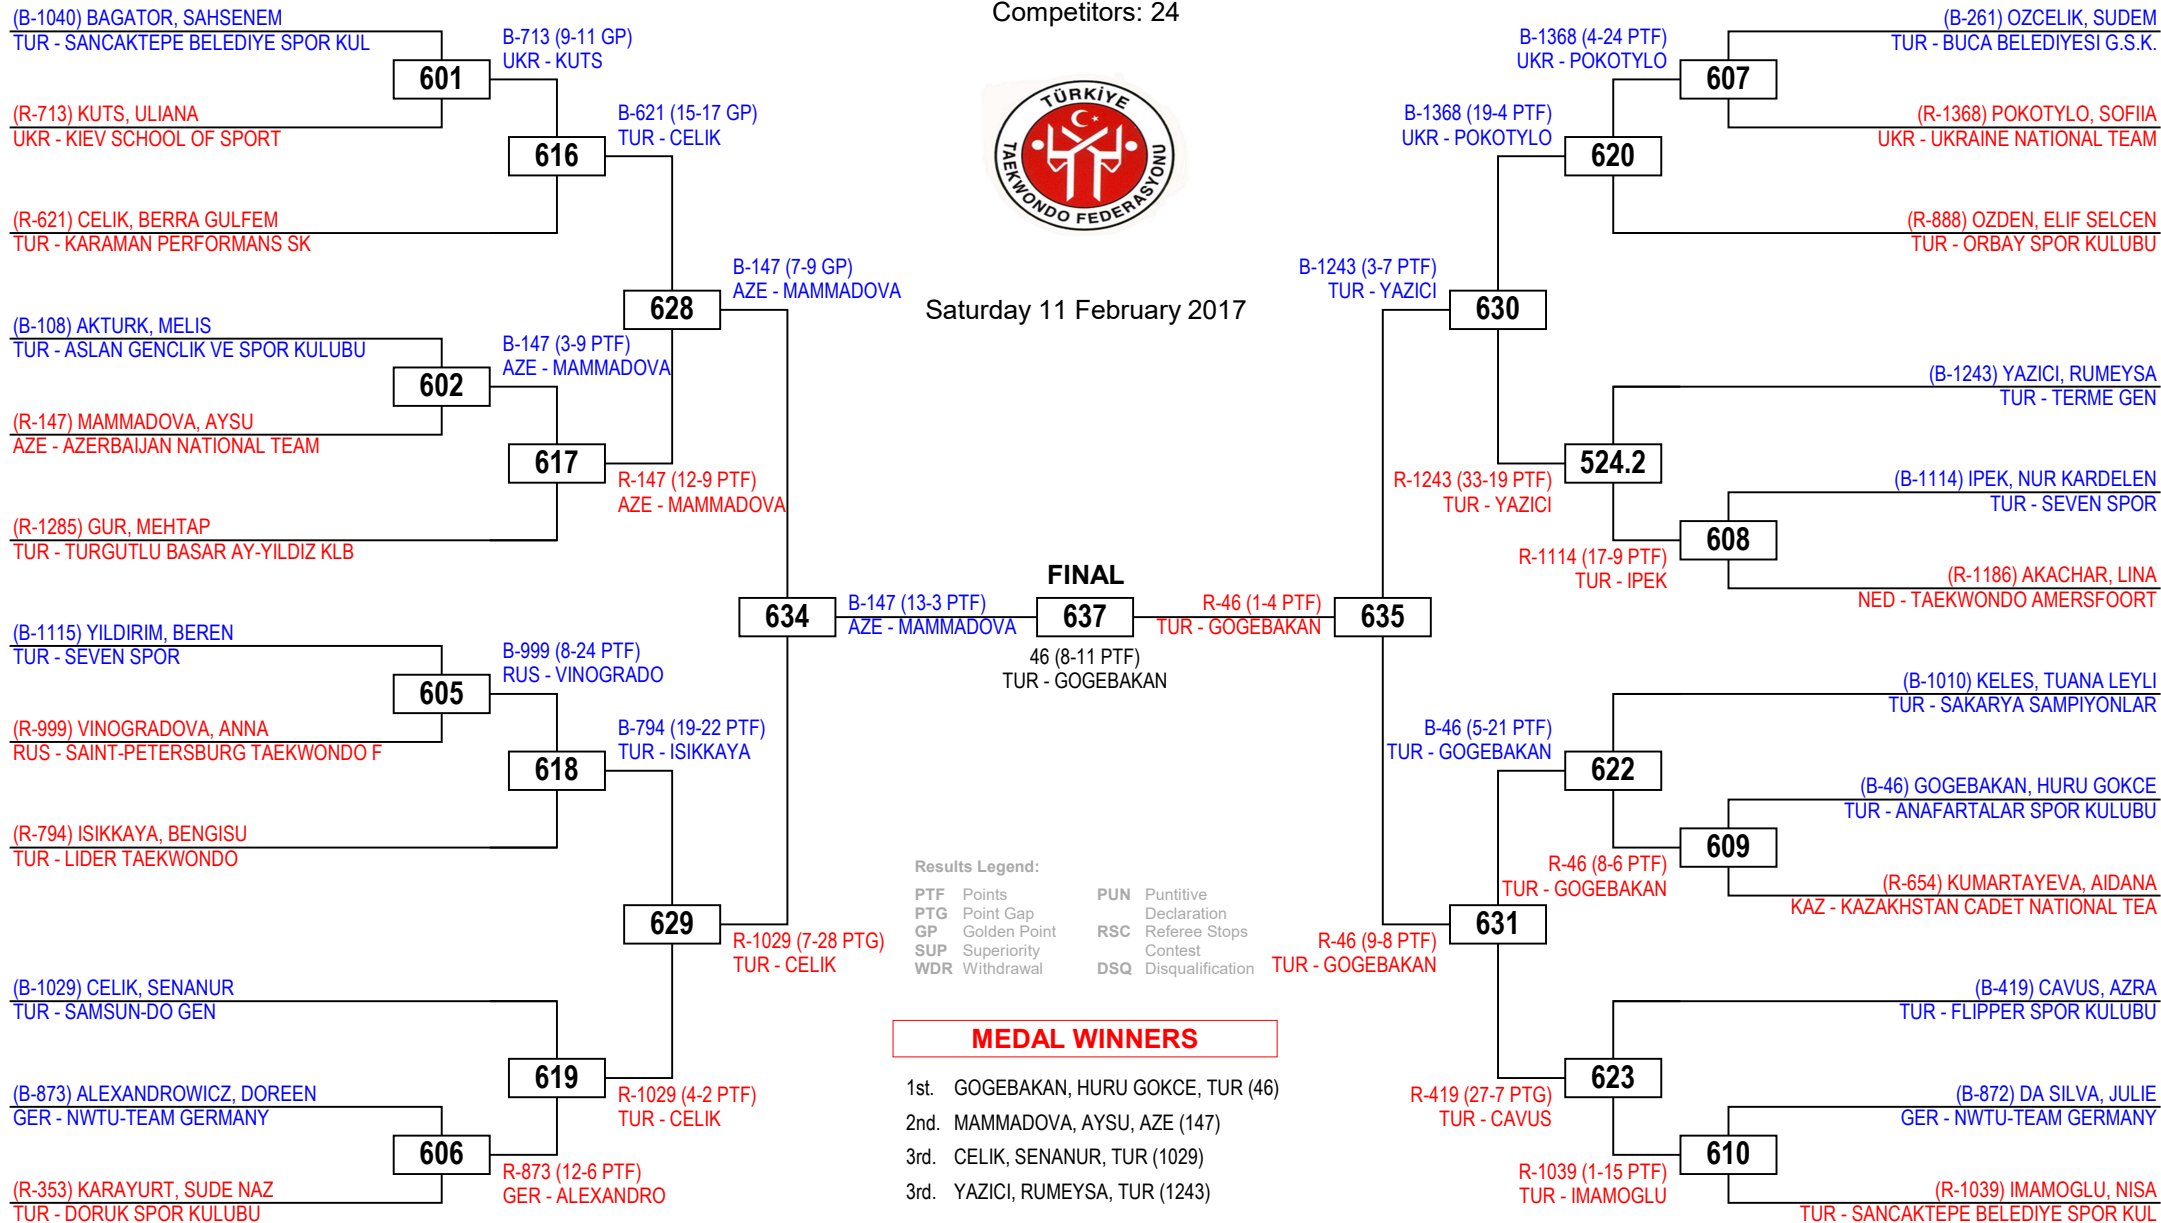 Competitors: 24
TÜRKİYE
TAEKWONDO FEDERASYONU
Saturday 11 February 2017
(B-1040) BAGATOR, SAHSENEM
TUR - SANCAKTEPE BELEDIYE SPOR KUL
601
(R-713) KUTS, ULIANA
UKR - KIEV SCHOOL OF SPORT
B-713 (9-11 GP)
UKR - KUTS
616
(R-621) CELIK, BERRA GULFEM
TUR - KARAMAN PERFORMANS SK
B-621 (15-17 GP)
TUR - CELIK
628
(B-108) AKTURK, MELIS
TUR - ASLAN GENCLIK VE SPOR KULUBU
602
(R-147) MAMMADOVA, AYSU
AZE - AZERBAIJAN NATIONAL TEAM
B-147 (3-9 PTF)
AZE - MAMMADOVA
617
(R-1285) GUR, MEHTAP
TUR - TURGUTLU BASAR AY-YILDIZ KLB
R-147 (12-9 PTF)
AZE - MAMMADOVA
B-147 (7-9 GP)
AZE - MAMMADOVA
634
(B-1115) YILDIRIM, BEREN
TUR - SEVEN SPOR
605
(R-999) VINOGRADOVA, ANNA
RUS - SAINT-PETERSBURG TAEKWONDO F
B-999 (8-24 PTF)
RUS - VINOGRADO
618
(R-794) ISIKKAYA, BENGISU
TUR - LIDER TAEKWONDO
B-794 (19-22 PTF)
TUR - ISIKKAYA
629
(B-1029) CELIK, SENANUR
TUR - SAMSUN-DO GEN
619
(B-873) ALEXANDROWICZ, DOREEN
GER - NWTU-TEAM GERMANY
606
(R-353) KARAYURT, SUDE NAZ
TUR - DORUK SPOR KULUBU
R-873 (12-6 PTF)
GER - ALEXANDRO
R-1029 (4-2 PTF)
TUR - CELIK
R-1029 (7-28 PTG)
TUR - CELIK
B-147 (13-3 PTF)
AZE - MAMMADOVA
FINAL
637
46 (8-11 PTF)
TUR - GOGEBAKAN
R-46 (1-4 PTF)
TUR - GOGEBAKAN
635
(B-261) OZCELIK, SUDEM
TUR - BUCA BELEDIYESI G.S.K.
607
(R-1368) POKOTYLO, SOFIIA
UKR - UKRAINE NATIONAL TEAM
B-1368 (4-24 PTF)
UKR - POKOTYLO
620
(R-888) OZDEN, ELIF SELCEN
TUR - ORBAY SPOR KULUBU
B-1368 (19-4 PTF)
UKR - POKOTYLO
630
B-1243 (3-7 PTF)
TUR - YAZICI
(B-1243) YAZICI, RUMEYSA
TUR - TERME GEN
524.2
R-1243 (33-19 PTF)
TUR - YAZICI
(B-1114) IPEK, NUR KARDELEN
TUR - SEVEN SPOR
608
R-1114 (17-9 PTF)
TUR - IPEK
(R-1186) AKACHAR, LINA
NED - TAEKWONDO AMERSFOORT
(B-1010) KELES, TUANA LEYLI
TUR - SAKARYA SAMPIYONLAR
622
B-46 (5-21 PTF)
TUR - GOGEBAKAN
(B-46) GOGEBAKAN, HURU GOKCE
TUR - ANAFARTALAR SPOR KULUBU
609
R-46 (8-6 PTF)
TUR - GOGEBAKAN
(R-654) KUMARTAYEVA, AIDANA
KAZ - KAZAKHSTAN CADET NATIONAL TEA
631
R-46 (9-8 PTF)
TUR - GOGEBAKAN
(B-419) CAVUS, AZRA
TUR - FLIPPER SPOR KULUBU
623
R-419 (27-7 PTG)
TUR - CAVUS
(B-872) DA SILVA, JULIE
GER - NWTU-TEAM GERMANY
610
R-1039 (1-15 PTF)
TUR - IMAMOGLU
(R-1039) IMAMOGLU, NISA
TUR - SANCAKTEPE BELEDIYE SPOR KUL
Results Legend:
PTF Points
PTG Point Gap
GP Golden Point
SUP Superiority
WDR Withdrawal
PUN Puntitive
Declaration
RSC Referee Stops
Contest
DSQ Disqualification
MEDAL WINNERS
1st. GOGEBAKAN, HURU GOKCE, TUR (46)
2nd. MAMMADOVA, AYSU, AZE (147)
3rd. CELIK, SENANUR, TUR (1029)
3rd. YAZICI, RUMEYSA, TUR (1243)